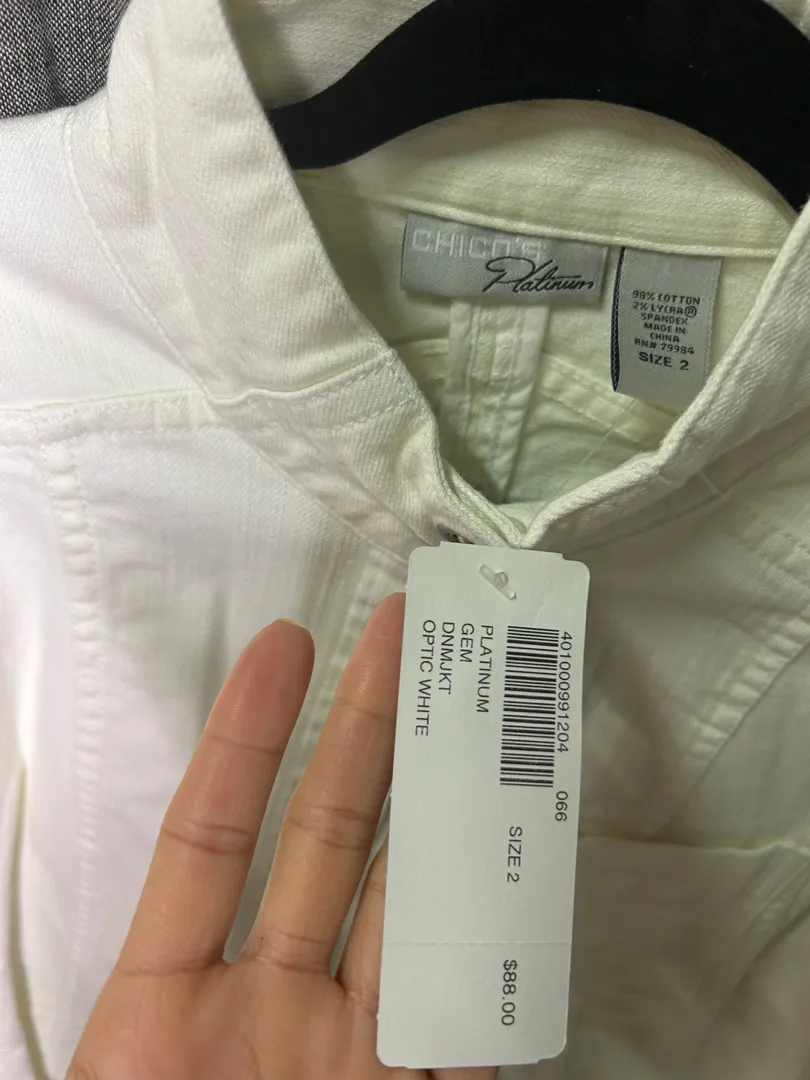 CHICO'S
Platinum
98% COTTON
2% LYCRA®
SPANDEX
MADE IN
CHINA
RN# 79984
SIZE 2
401000991204 066
SIZE 2
$88.00
PLATINUM
GEM
DNMJKT
OPTIC WHITE